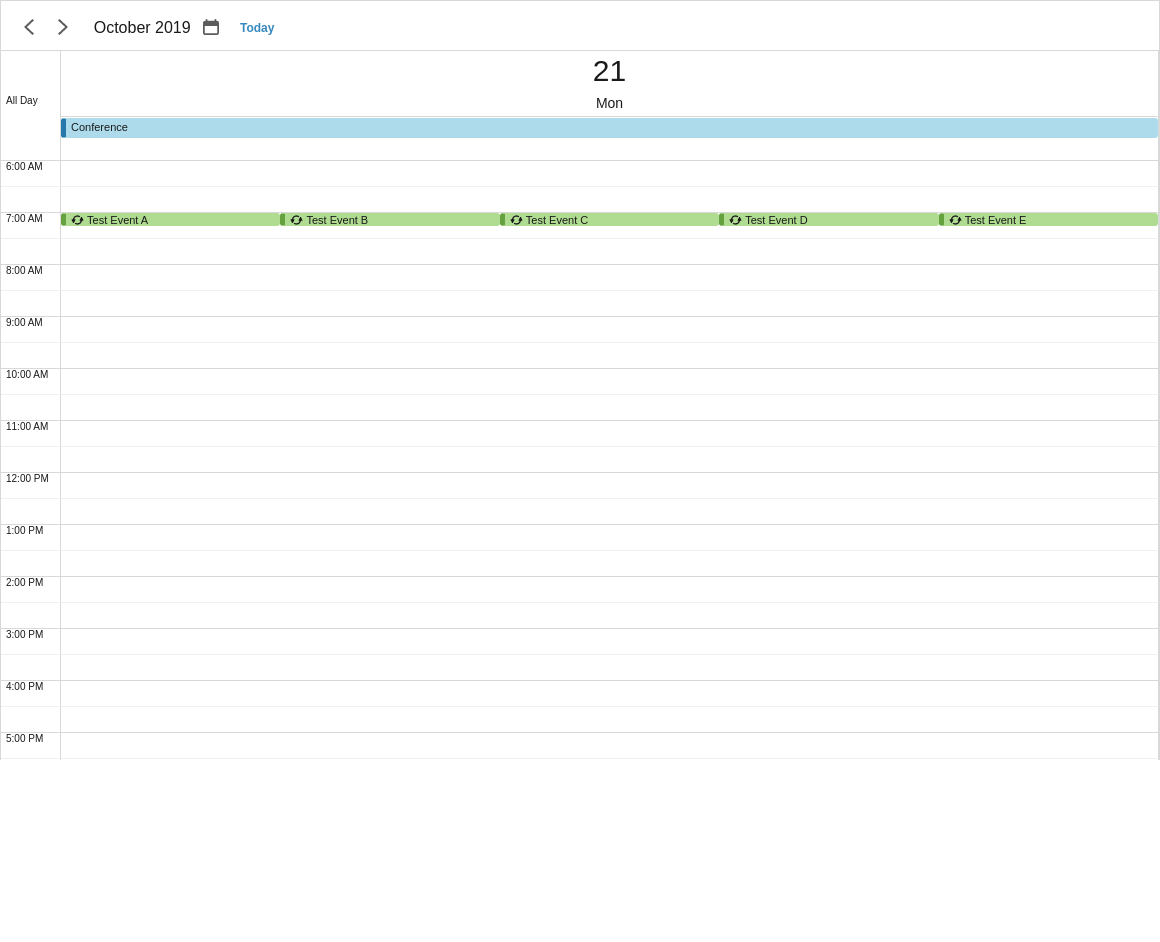 October 2019 Today
21
Mon
All Day
Conference
6:00 AM
7:00 AM
Test Event A Test Event B Test Event C Test Event D Test Event E
8:00 AM
9:00 AM
10:00 AM
11:00 AM
12:00 PM
1:00 PM
2:00 PM
3:00 PM
4:00 PM
5:00 PM